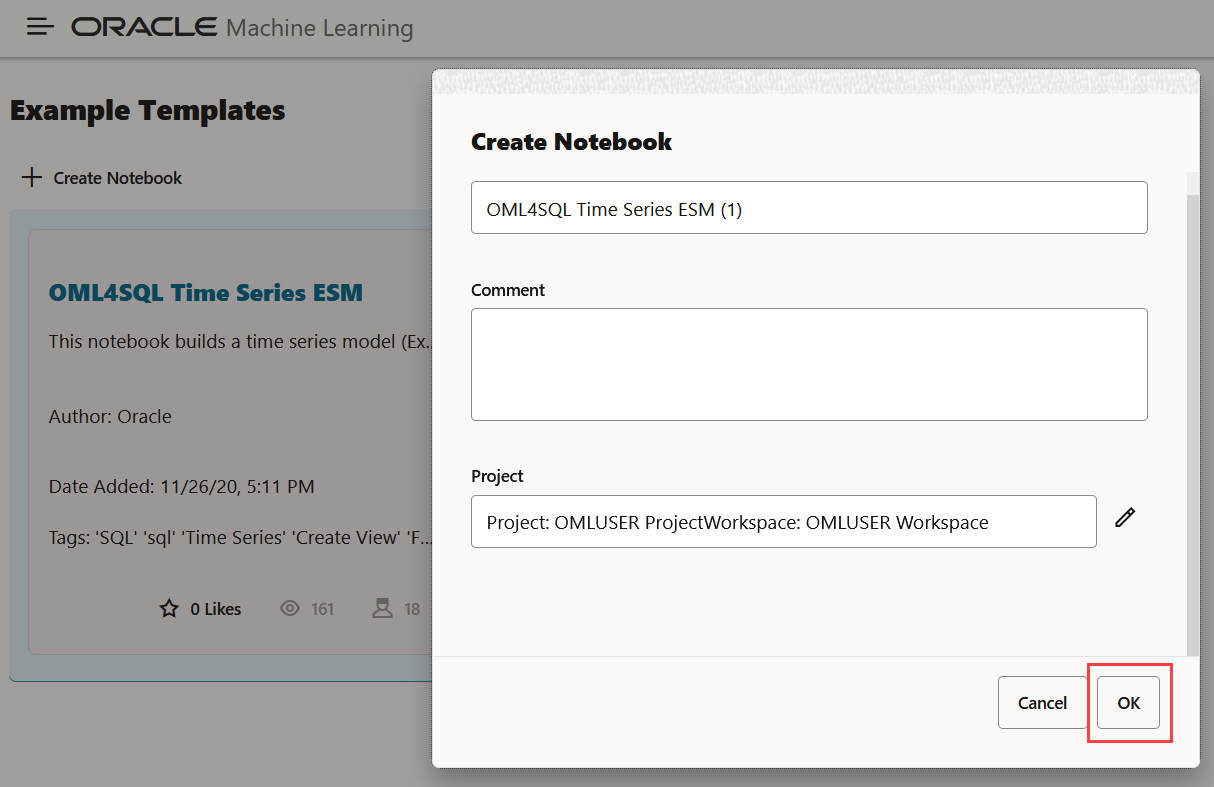 ORACLE Machine Learning
Example Templates
Create Notebook
OML4SQL Time Series ESM
This notebook builds a time series model (Ex...
Author: Oracle
Date Added: 11/26/20, 5:11 PM
Tags: 'SQL' 'sql' 'Time Series' 'Create View' 'F...
0 Likes 161 18
Create Notebook
OML4SQL Time Series ESM (1)
Comment
Project
Project: OMLUSER ProjectWorkspace: OMLUSER Workspace
Cancel OK